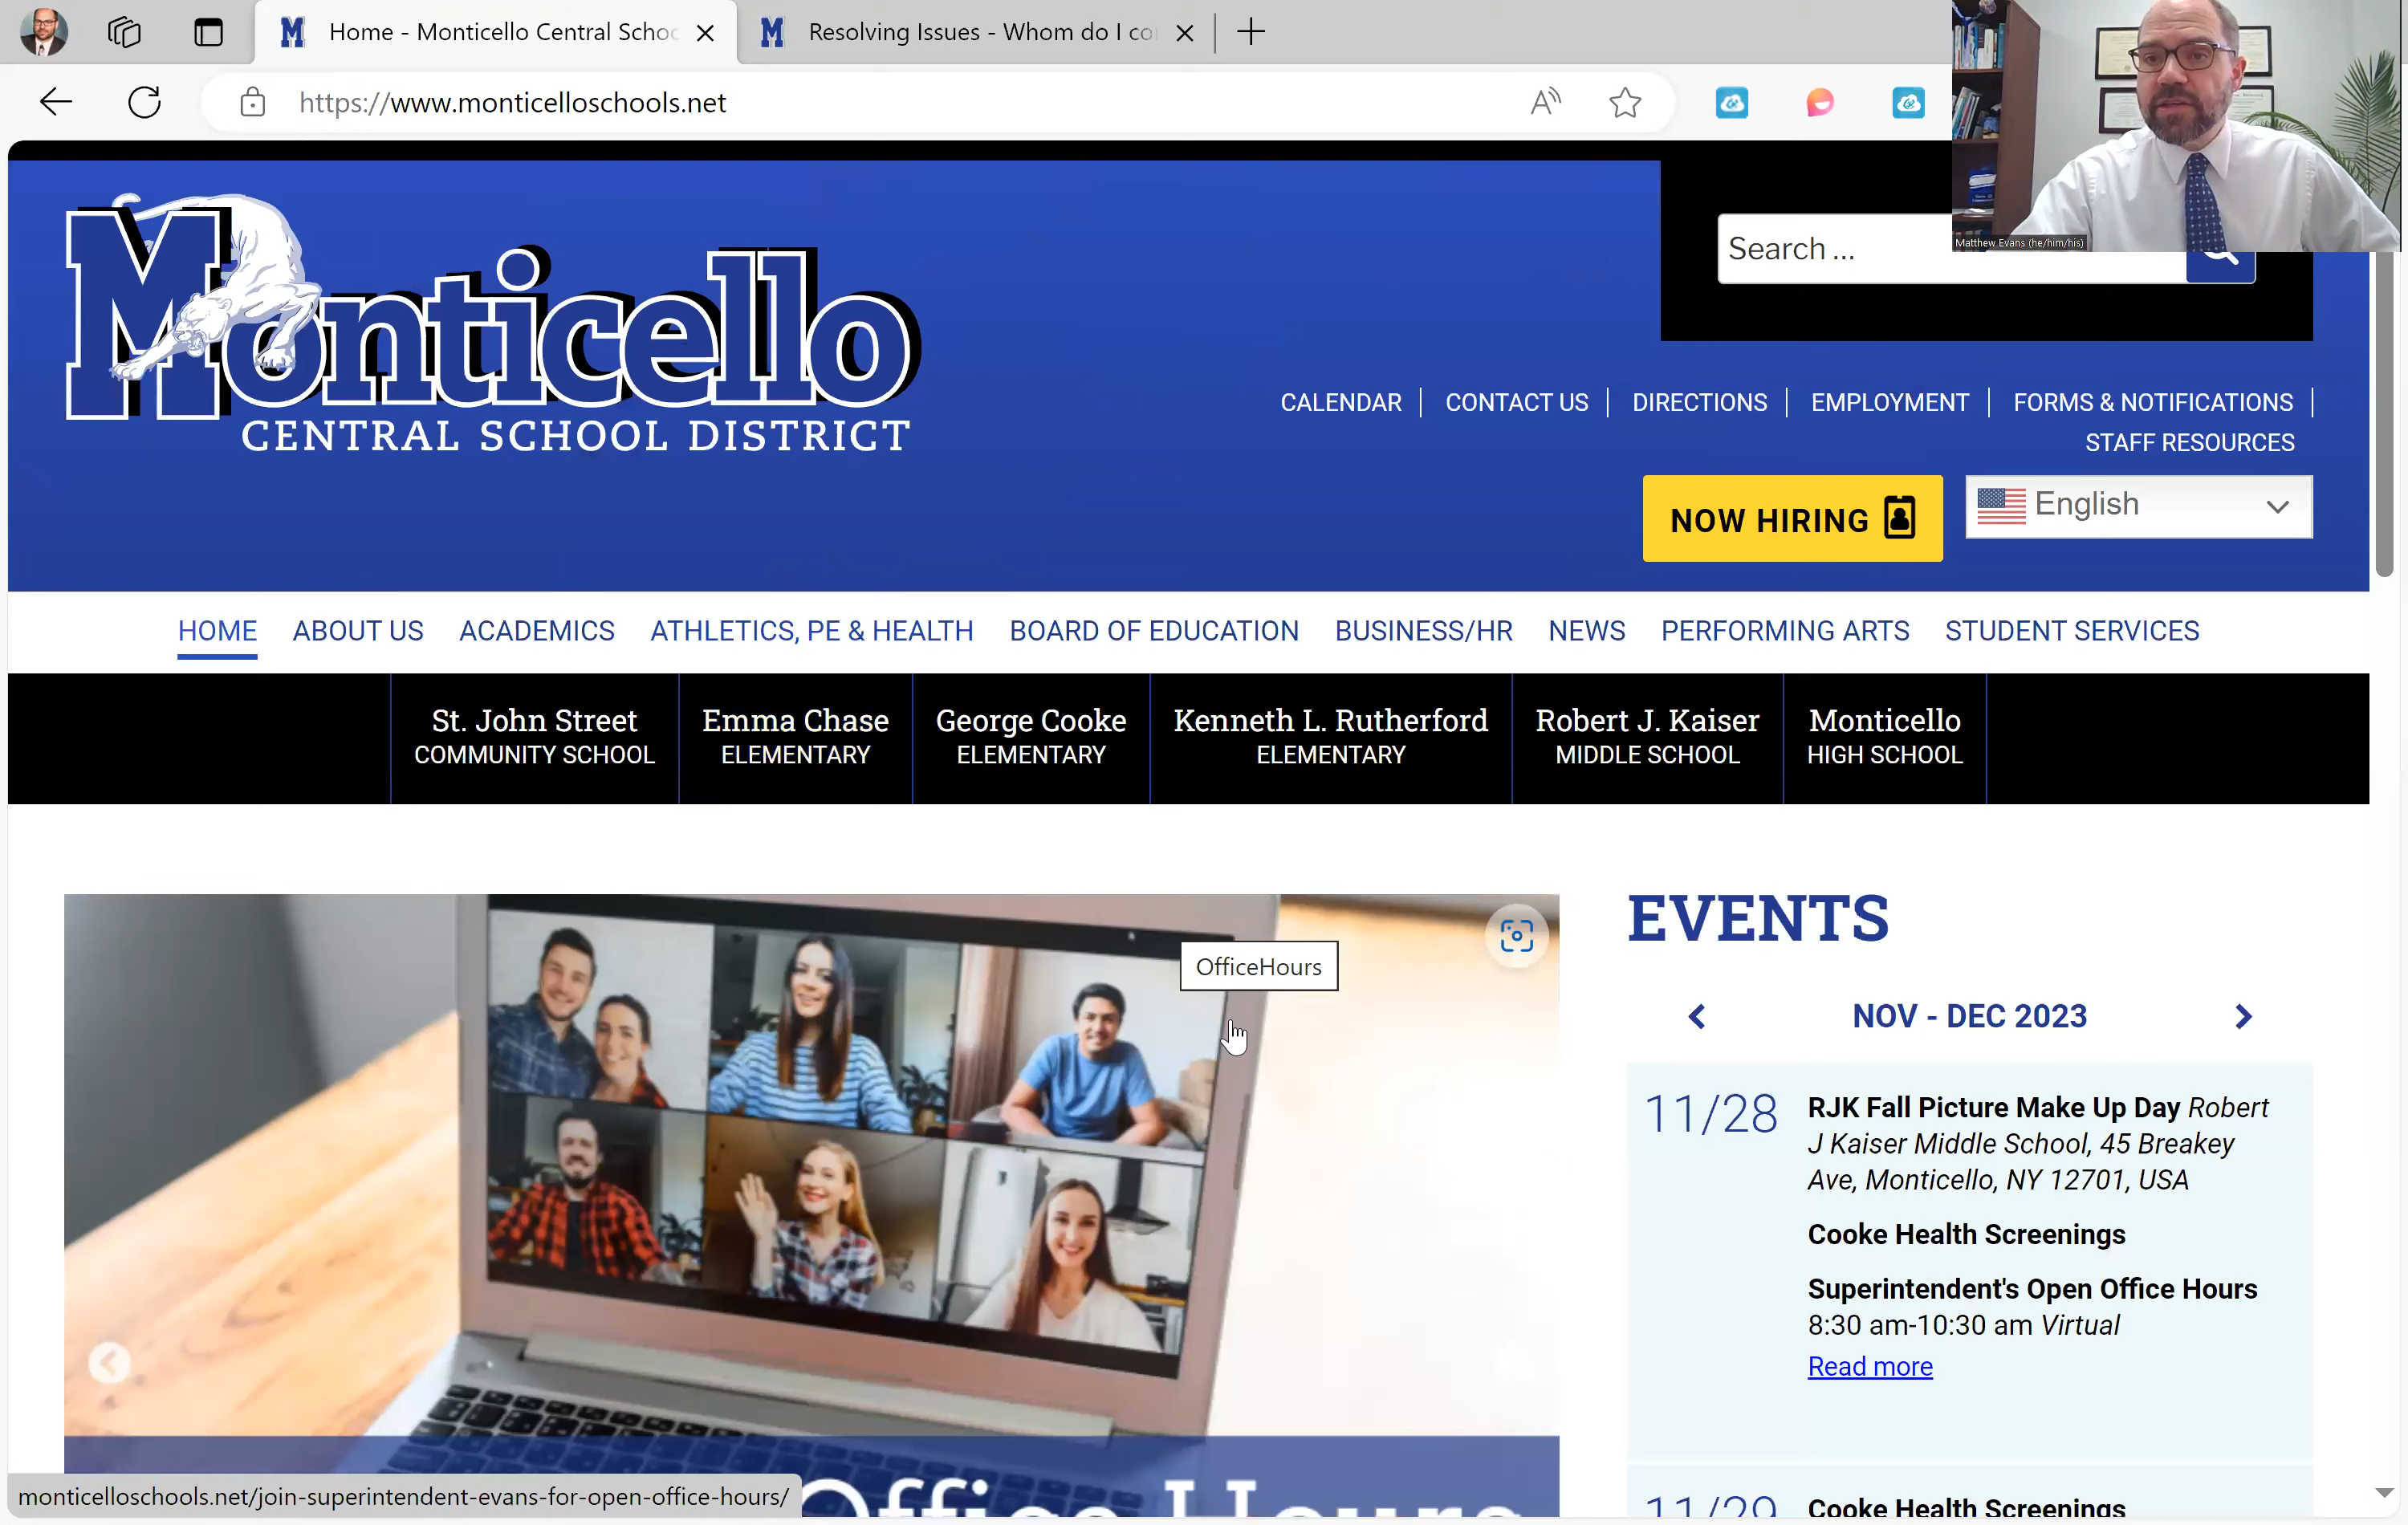 Home - Monticello Central Schoo
Resolving Issues - Whom do I co
https://www.monticelloschools.net
Matthew Evans (he/him/his)
Search ...
Monticello
CENTRAL SCHOOL DISTRICT
CALENDAR
CONTACT US
DIRECTIONS
EMPLOYMENT
FORMS & NOTIFICATIONS
STAFF RESOURCES
NOW HIRING
English
HOME
ABOUT US
ACADEMICS
ATHLETICS, PE & HEALTH
BOARD OF EDUCATION
BUSINESS/HR
NEWS
PERFORMING ARTS
STUDENT SERVICES
St. John Street
COMMUNITY SCHOOL
Emma Chase
ELEMENTARY
George Cooke
ELEMENTARY
Kenneth L. Rutherford
ELEMENTARY
Robert J. Kaiser
MIDDLE SCHOOL
Monticello
HIGH SCHOOL
OfficeHours
Office Hours
monticelloschools.net/join-superintendent-evans-for-open-office-hours/
EVENTS
NOV - DEC 2023
11/28
RJK Fall Picture Make Up Day Robert
J Kaiser Middle School, 45 Breakey
Ave, Monticello, NY 12701, USA
Cooke Health Screenings
Superintendent's Open Office Hours
8:30 am-10:30 am Virtual
Read more
11/29
Cooke Health Screenings